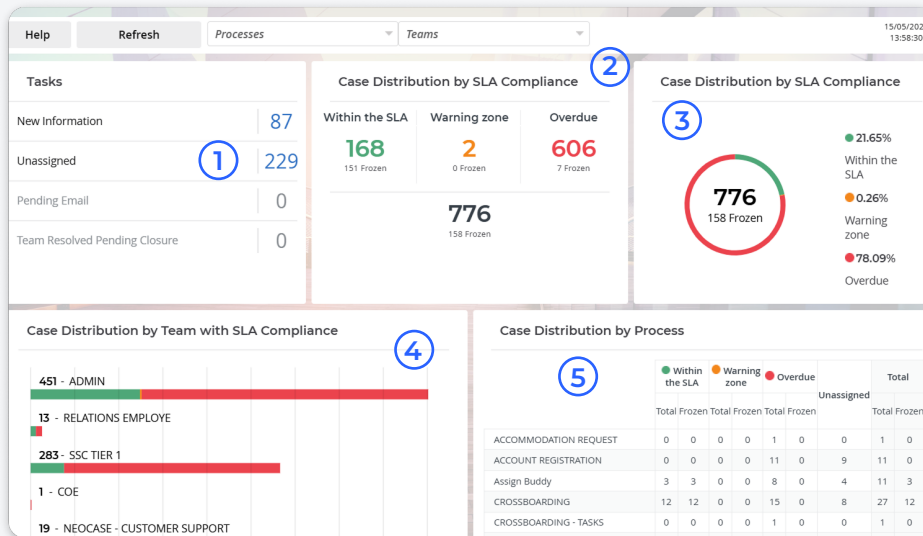 Help Refresh Processes Teams 15/05/202
13:58:30
Tasks
New Information 87
Unassigned 1 229
Pending Email 0
Team Resolved Pending Closure 0
Case Distribution by SLA Compliance 2
Within the SLA Warning zone Overdue
168 2 606
151 Frozen 0 Frozen 7 Frozen
776
158 Frozen
Case Distribution by SLA Compliance
3
776
158 Frozen
21.65%
Within the
SLA
0.26%
Warning
zone
78.09%
Overdue
Case Distribution by Team with SLA Compliance
4
451 - ADMIN
13 - RELATIONS EMPLOYE
283 - SSC TIER 1
1 - COE
19 - NEOCASE - CUSTOMER SUPPORT
Case Distribution by Process
5
Within the SLA Warning zone Overdue Unassigned Total
Total Frozen Total Frozen Total Frozen Total Frozen
ACCOMMODATION REQUEST 0 0 0 0 1 0 0 1 0
ACCOUNT REGISTRATION 0 0 0 0 11 0 9 11 0
Assign Buddy 3 3 0 0 8 0 4 11 3
CROSSBOARDING 12 12 0 0 15 0 8 27 12
CROSSBOARDING - TASKS 0 0 0 0 1 0 0 1 0